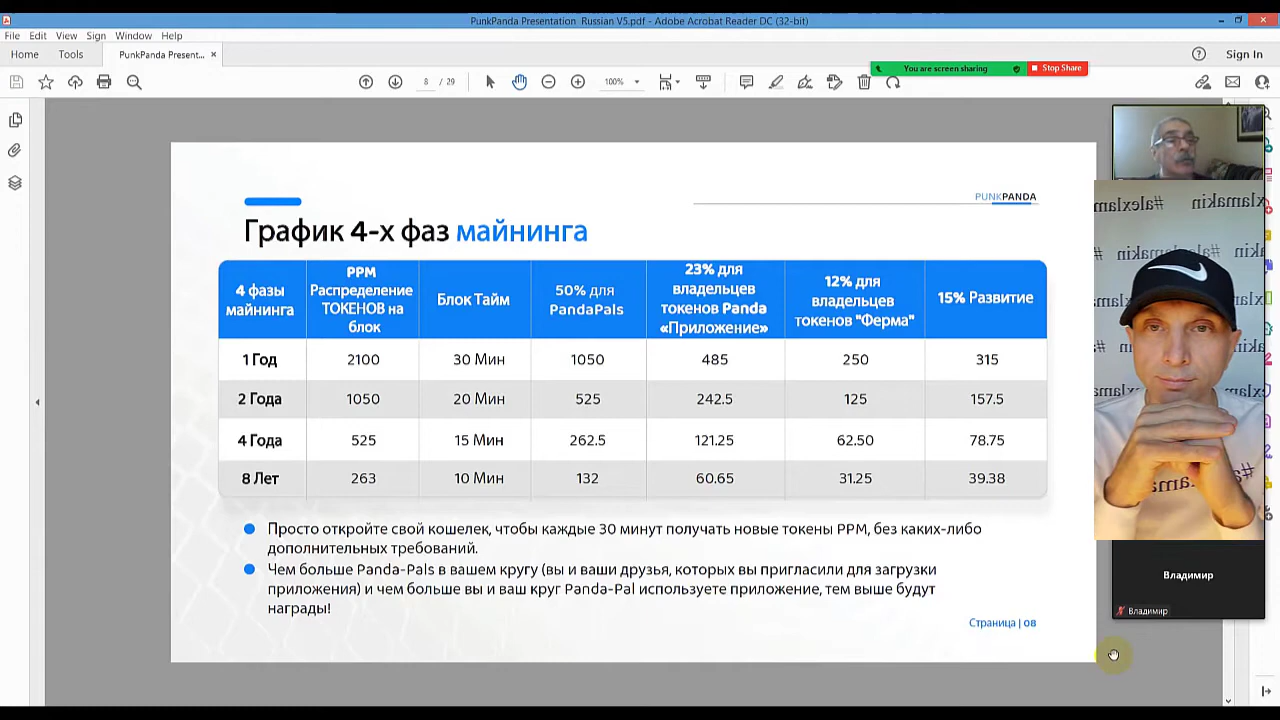 PunkPanda Presentation Russian V5.pdf - Adobe Acrobat Reader DC (32-bit)
File Edit View Sign Window Help
Home Tools PunkPanda Present... × Sign In
8 / 29 100% You are screen sharing Stop Share
PUNKPANDA
График 4-х фаз майнинга
4 фазы майнинга
PPM Распределение ТОКЕНОВ на блок
Блок Тайм
50% для PandaPals
23% для владельцев токенов Panda «Приложение»
12% для владельцев токенов "Ферма"
15% Развитие
1 Год 2100 30 Мин 1050 485 250 315
2 Года 1050 20 Мин 525 242.5 125 157.5
4 Года 525 15 Мин 262.5 121.25 62.50 78.75
8 Лет 263 10 Мин 132 60.65 31.25 39.38
Просто откройте свой кошелек, чтобы каждые 30 минут получать новые токены PPM, без каких-либо
дополнительных требований.
Чем больше Panda-Pals в вашем кругу (вы и ваши друзья, которых вы пригласили для загрузки
приложения) и чем больше вы и ваш круг Panda-Pal используете приложение, тем выше будут
награды!
Страница | 08
#alexlamakin
Владимир
Владимир